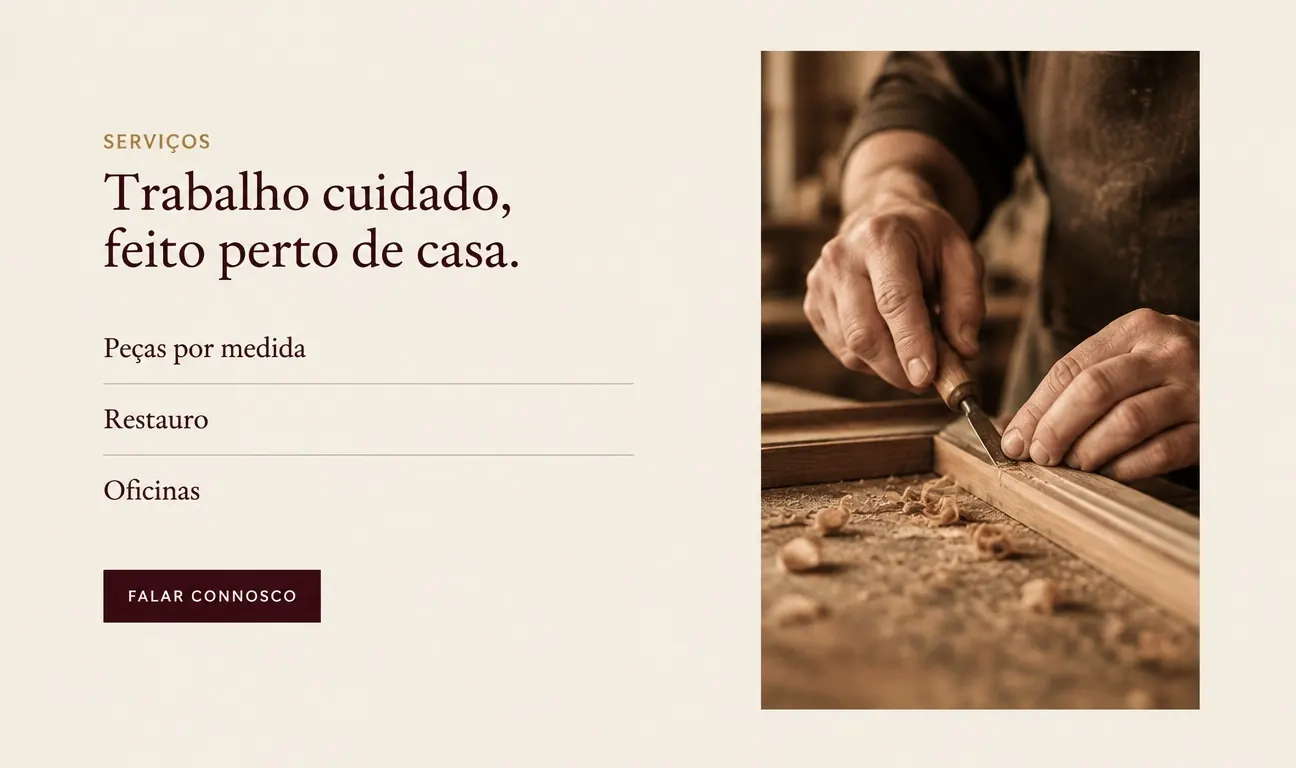 SERVIÇOS
Trabalho cuidado,
feito perto de casa.
Peças por medida
Restauro
Oficinas
FALAR CONNOSCO